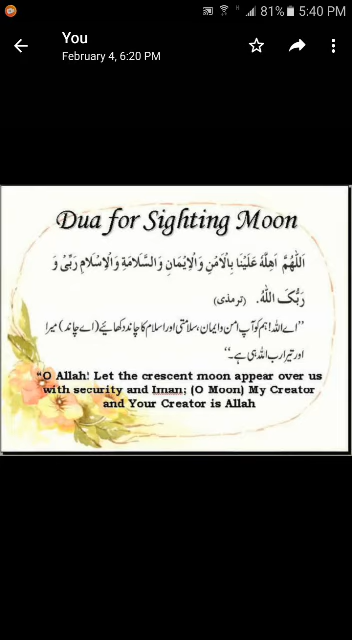 81% 5:40 PM
You
February 4, 6:20 PM
Dua for Sighting Moon
اَللّٰهُمَّ اَهِلَّهُ عَلَيْنَا بِالْاَمْنِ وَالْاِيْمَانِ وَالسَّلَامَةِ وَالْاِسْلَامِ رَبِّىْ وَ
رَبُّکَ اللّٰهُ. (ترمذی)
”اے اللہ! ہم کو آپ امن و ایمان، سلامتی اور اسلام کا چاند دکھائیے (اے چاند) میرا
اور تیرا رب اللہ ہی ہے۔“
“O Allah! Let the crescent moon appear over us
with security and Iman; (O Moon) My Creator
and Your Creator is Allah